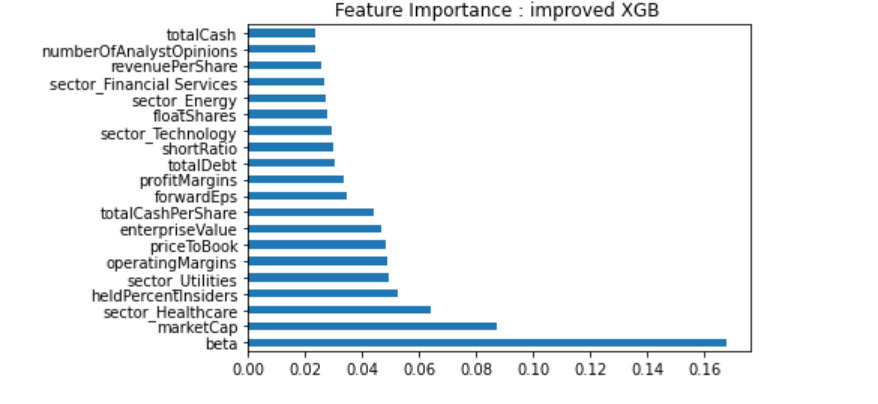 Feature Importance : improved XGB
totalCash
numberOfAnalystOpinions
revenuePerShare
sector_Financial Services
sector_Energy
floatShares
sector_Technology
shortRatio
totalDebt
profitMargins
forwardEps
totalCashPerShare
enterpriseValue
priceToBook
operatingMargins
sector_Utilities
heldPercentInsiders
sector_Healthcare
marketCap
beta
0.00 0.02 0.04 0.06 0.08 0.10 0.12 0.14 0.16